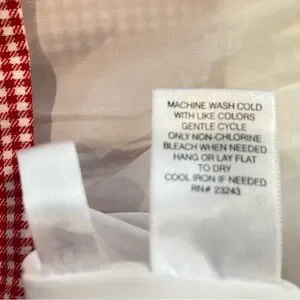 MACHINE WASH COLD
WITH LIKE COLORS
GENTLE CYCLE
ONLY NON-CHLORINE
BLEACH WHEN NEEDED
HANG OR LAY FLAT
TO DRY
COOL IRON IF NEEDED
RN# 23243